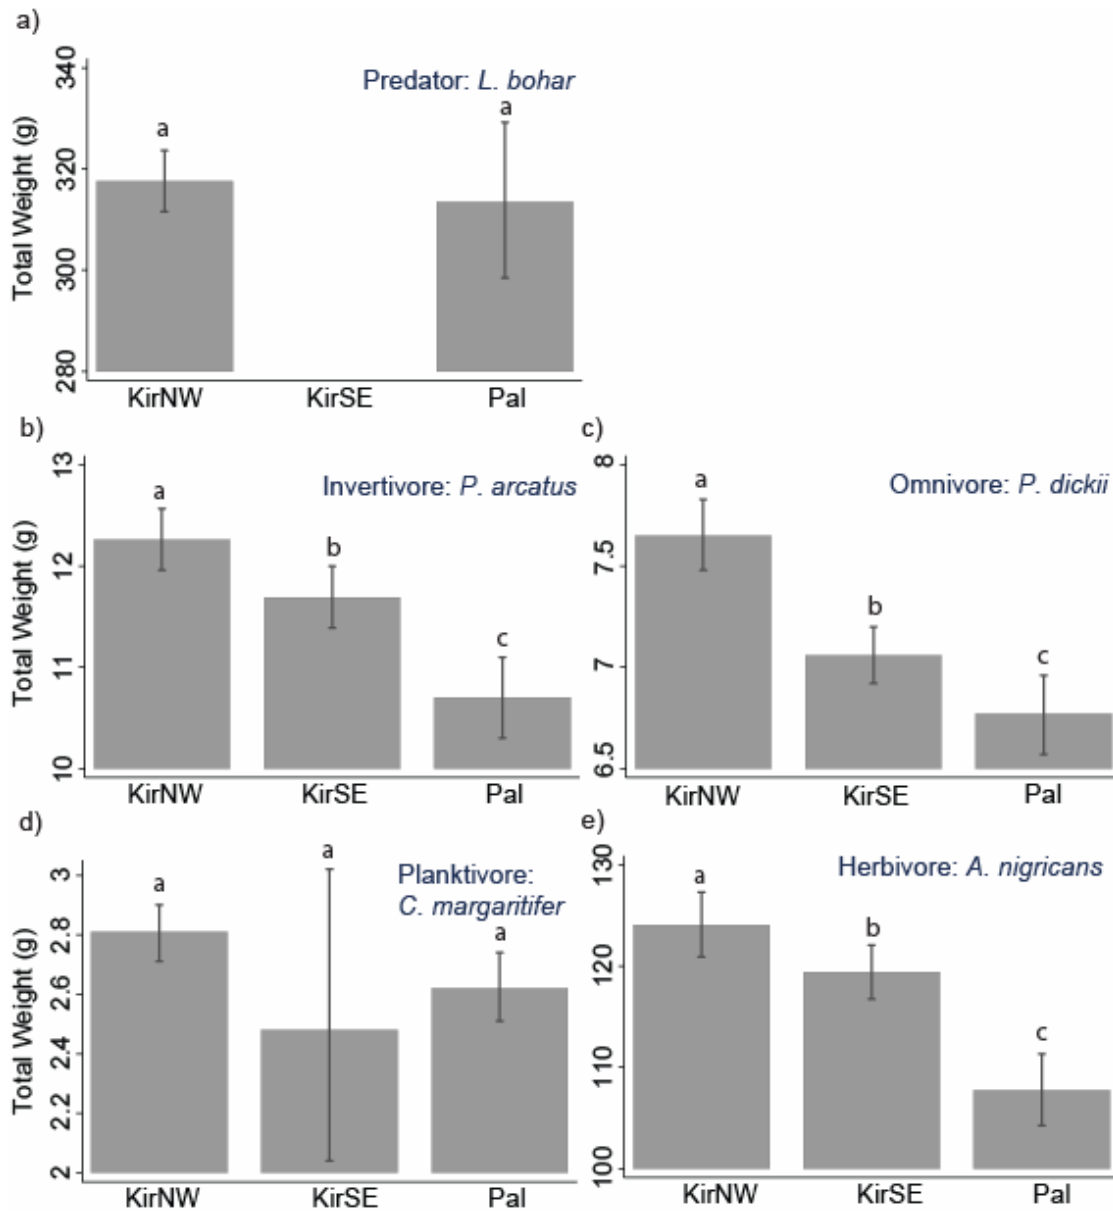 a)
Predator: L. bohar
Total Weight (g)
340
320
300
280
a
a
KirNW
KirSE
Pal
b)
Invertivore: P. arcatus
Total Weight (g)
13
12
11
10
a
b
c
KirNW
KirSE
Pal
c)
Omnivore: P. dickii
8
7.5
7
6.5
a
b
c
KirNW
KirSE
Pal
d)
Planktivore:
C. margaritifer
Total Weight (g)
3
2.8
2.6
2.4
2.2
2
a
a
a
KirNW
KirSE
Pal
e)
Herbivore: A. nigricans
130
120
110
100
a
b
c
KirNW
KirSE
Pal